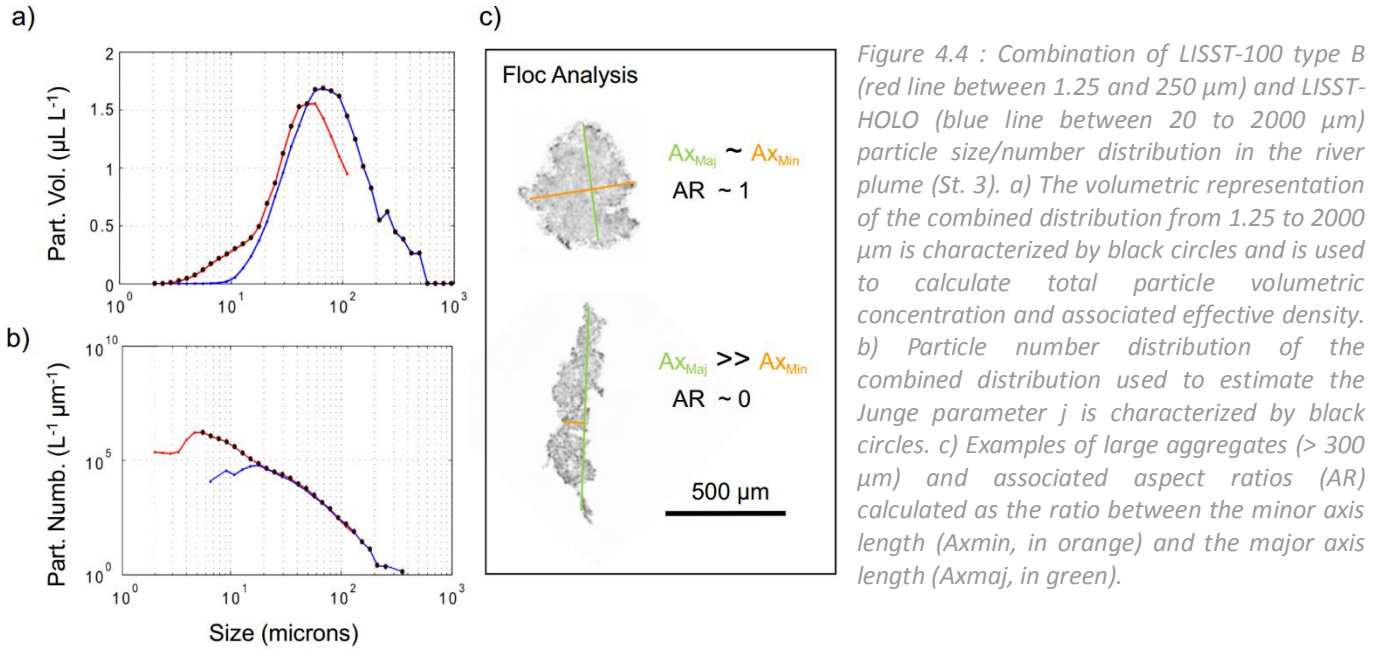 a)
2
1.5
1
0.5
0
Part. Vol. (µL L⁻¹)
10⁰ 10¹ 10² 10³
b)
10¹⁰
10⁵
10⁰
Part. Numb. (L⁻¹ µm⁻¹)
10⁰ 10¹ 10² 10³
Size (microns)
c)
Floc Analysis
Ax_Maj ~ Ax_Min
AR ~ 1
Ax_Maj >> Ax_Min
AR ~ 0
500 µm
Figure 4.4 : Combination of LISST-100 type B
(red line between 1.25 and 250 µm) and LISST-
HOLO (blue line between 20 to 2000 µm)
particle size/number distribution in the river
plume (St. 3). a) The volumetric representation
of the combined distribution from 1.25 to 2000
µm is characterized by black circles and is used
to calculate total particle volumetric
concentration and associated effective density.
b) Particle number distribution of the
combined distribution used to estimate the
Junge parameter j is characterized by black
circles. c) Examples of large aggregates (> 300
µm) and associated aspect ratios (AR)
calculated as the ratio between the minor axis
length (Axmin, in orange) and the major axis
length (Axmaj, in green).